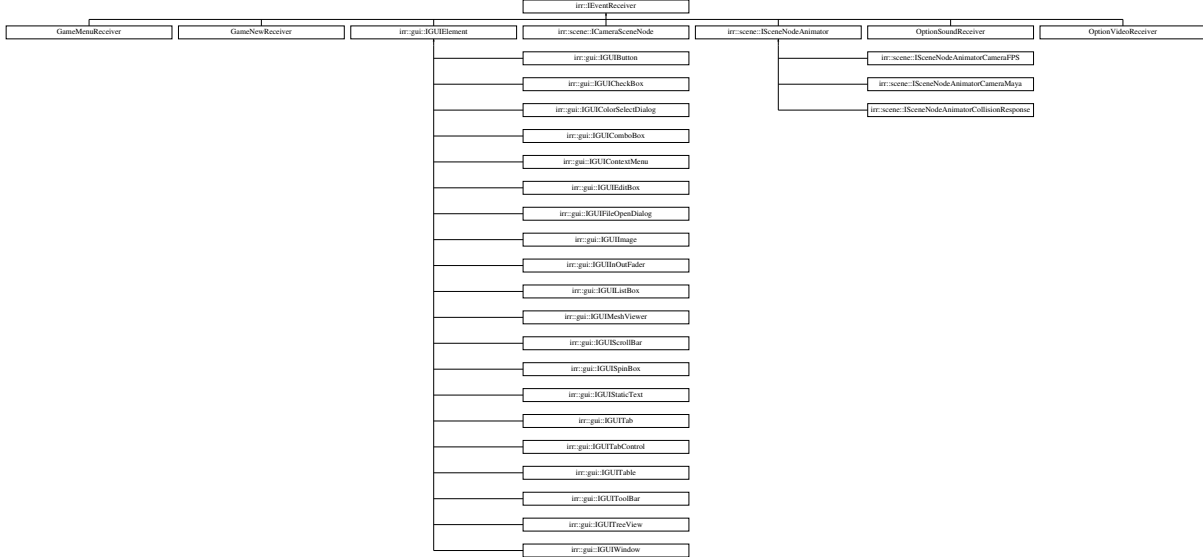 irr::IEventReceiver
GameMenuReceiver GameNewReceiver irr::gui::IGUIElement irr::scene::ICameraSceneNode irr::scene::ISceneNodeAnimator OptionSoundReceiver OptionVideoReceiver
irr::gui::IGUIButton irr::scene::ISceneNodeAnimatorCameraFPS
irr::gui::IGUICheckBox irr::scene::ISceneNodeAnimatorCameraMaya
irr::gui::IGUIColorSelectDialog irr::scene::ISceneNodeAnimatorCollisionResponse
irr::gui::IGUIComboBox
irr::gui::IGUIContextMenu
irr::gui::IGUIEditBox
irr::gui::IGUIFileOpenDialog
irr::gui::IGUIImage
irr::gui::IGUIInOutFader
irr::gui::IGUIListBox
irr::gui::IGUIMeshViewer
irr::gui::IGUIScrollBar
irr::gui::IGUISpinBox
irr::gui::IGUIStaticText
irr::gui::IGUITab
irr::gui::IGUITabControl
irr::gui::IGUITable
irr::gui::IGUIToolBar
irr::gui::IGUITreeView
irr::gui::IGUIWindow